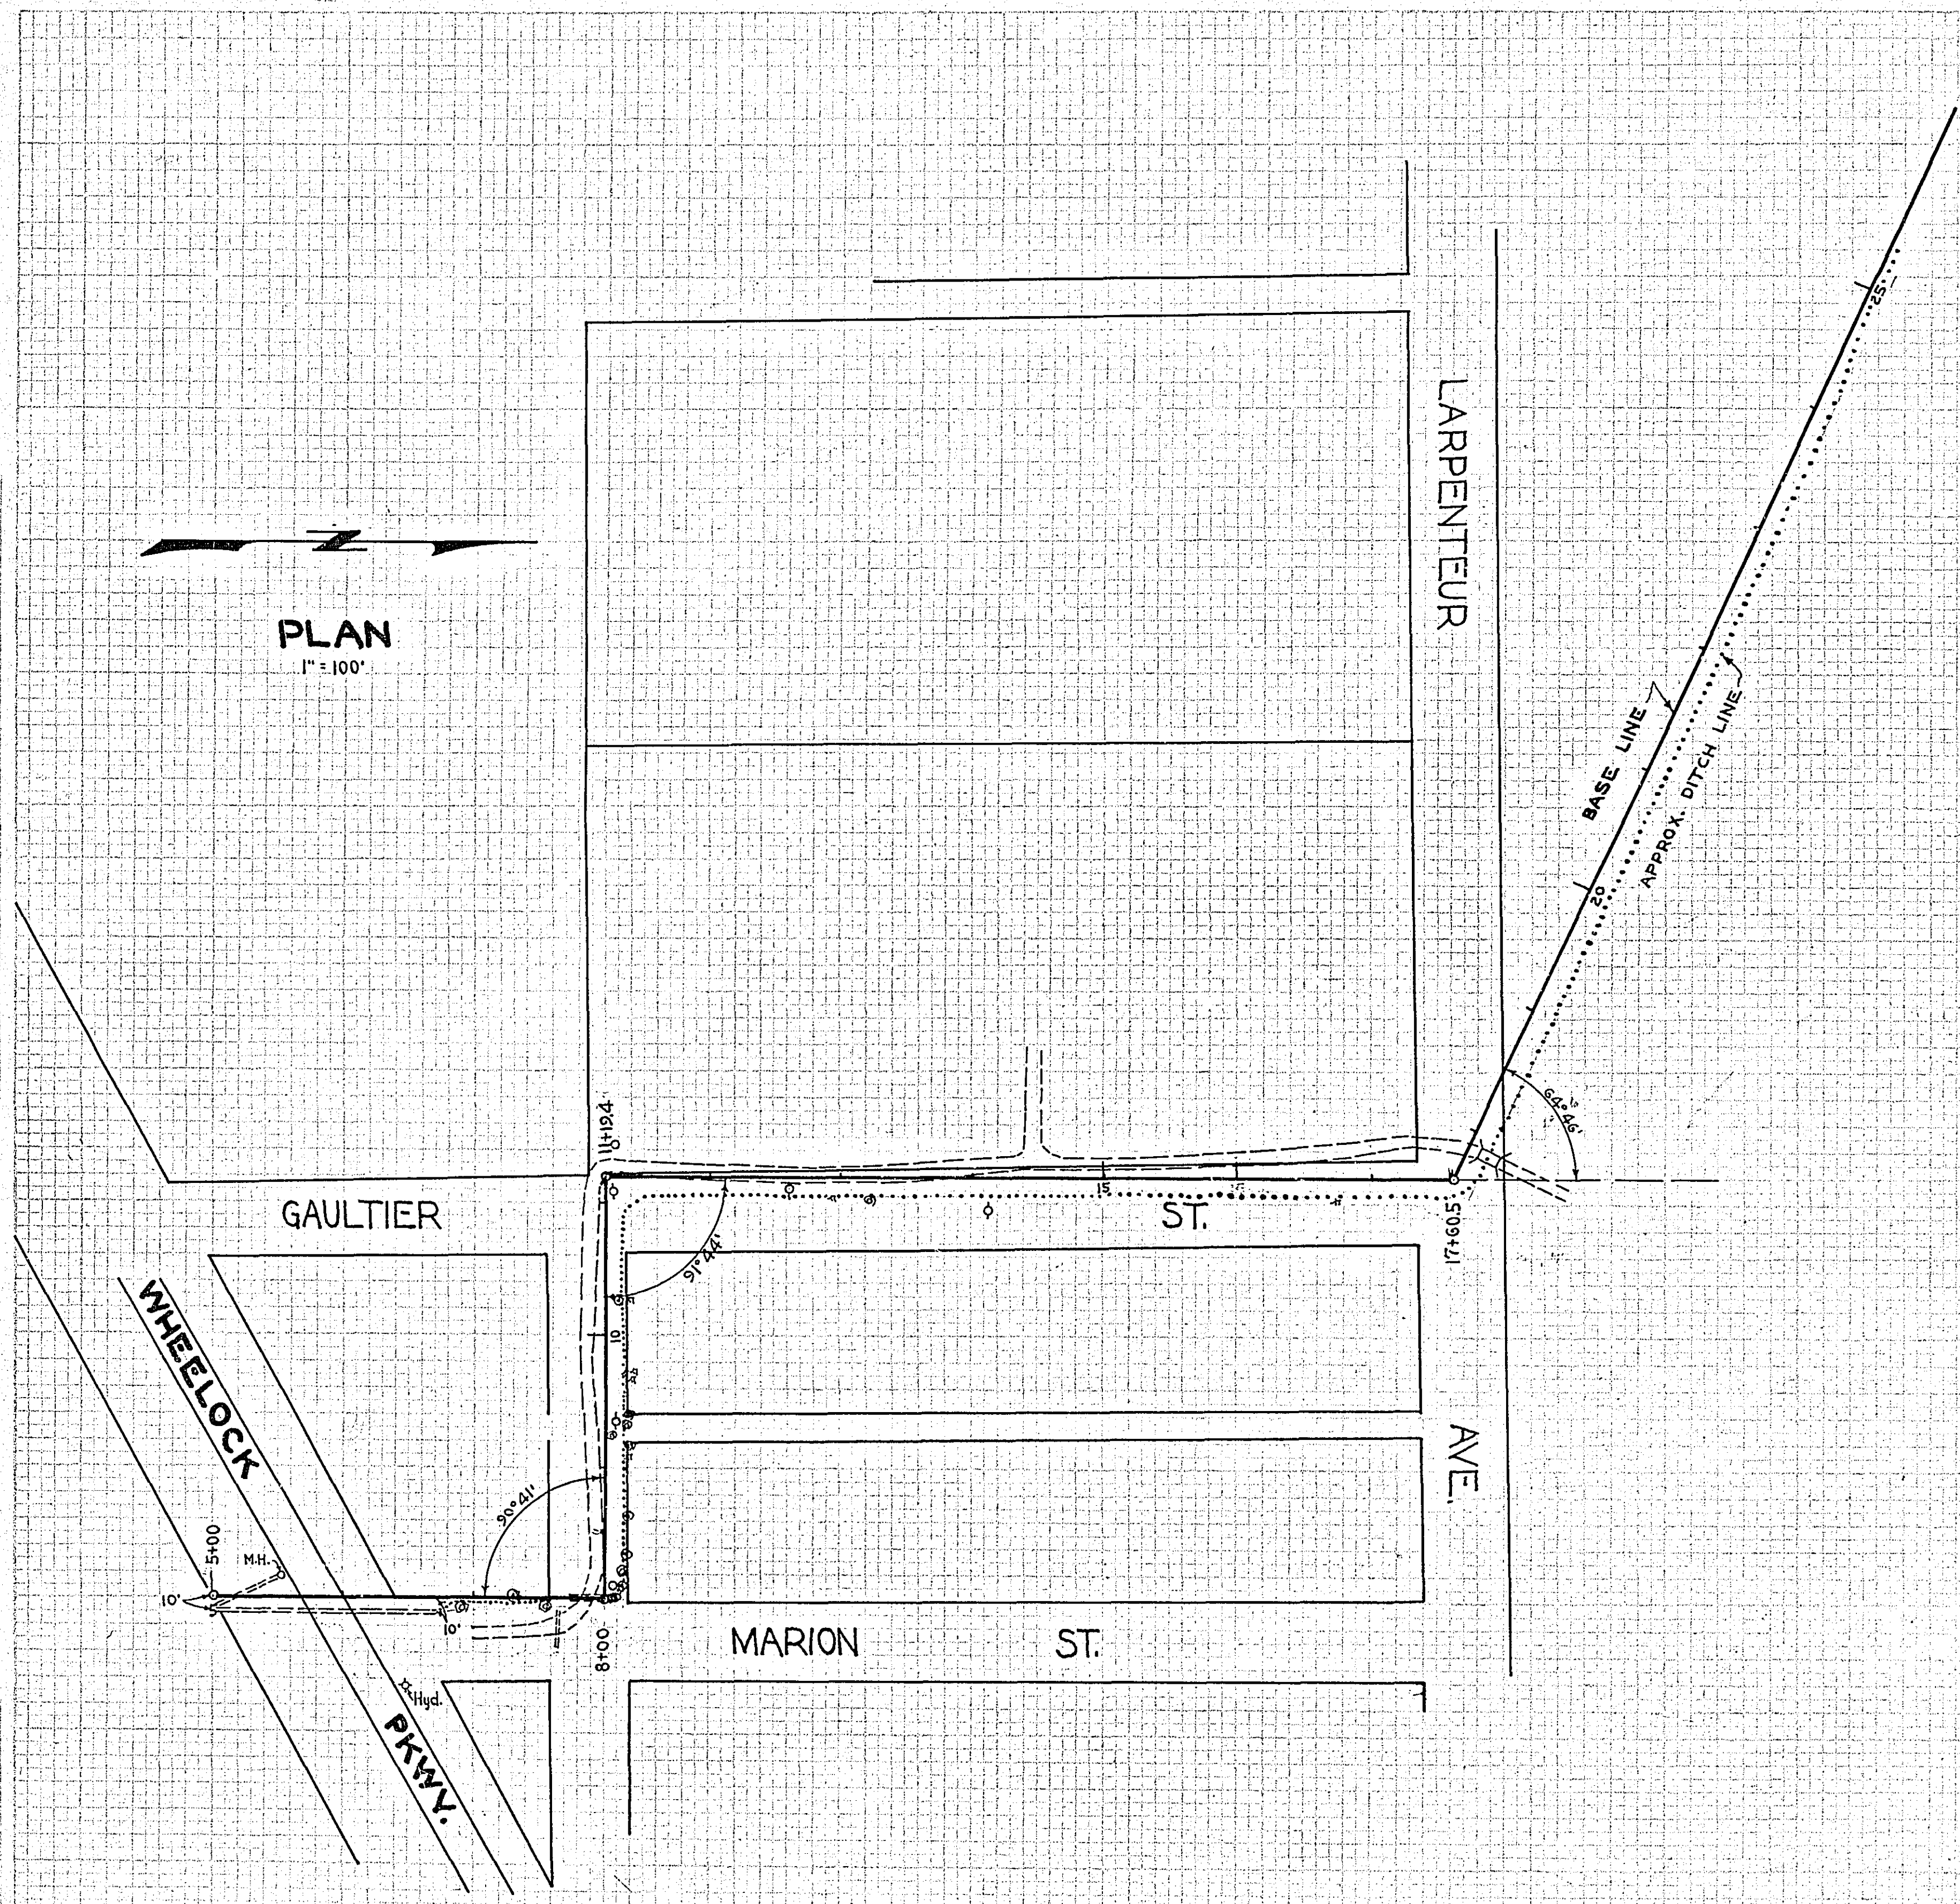 N
PLAN
1" = 100'
LARPENTEUR
AVE.
25
BASE LINE
APPROX. DITCH LINE
20
64°46'
11+19.4
GAULTIER
ST.
15
17+60.5
91°44'
10
WHEELOCK
PKWY.
90°41'
5+00
M.H.
10'
10'
8+00
MARION
ST.
Hyd.